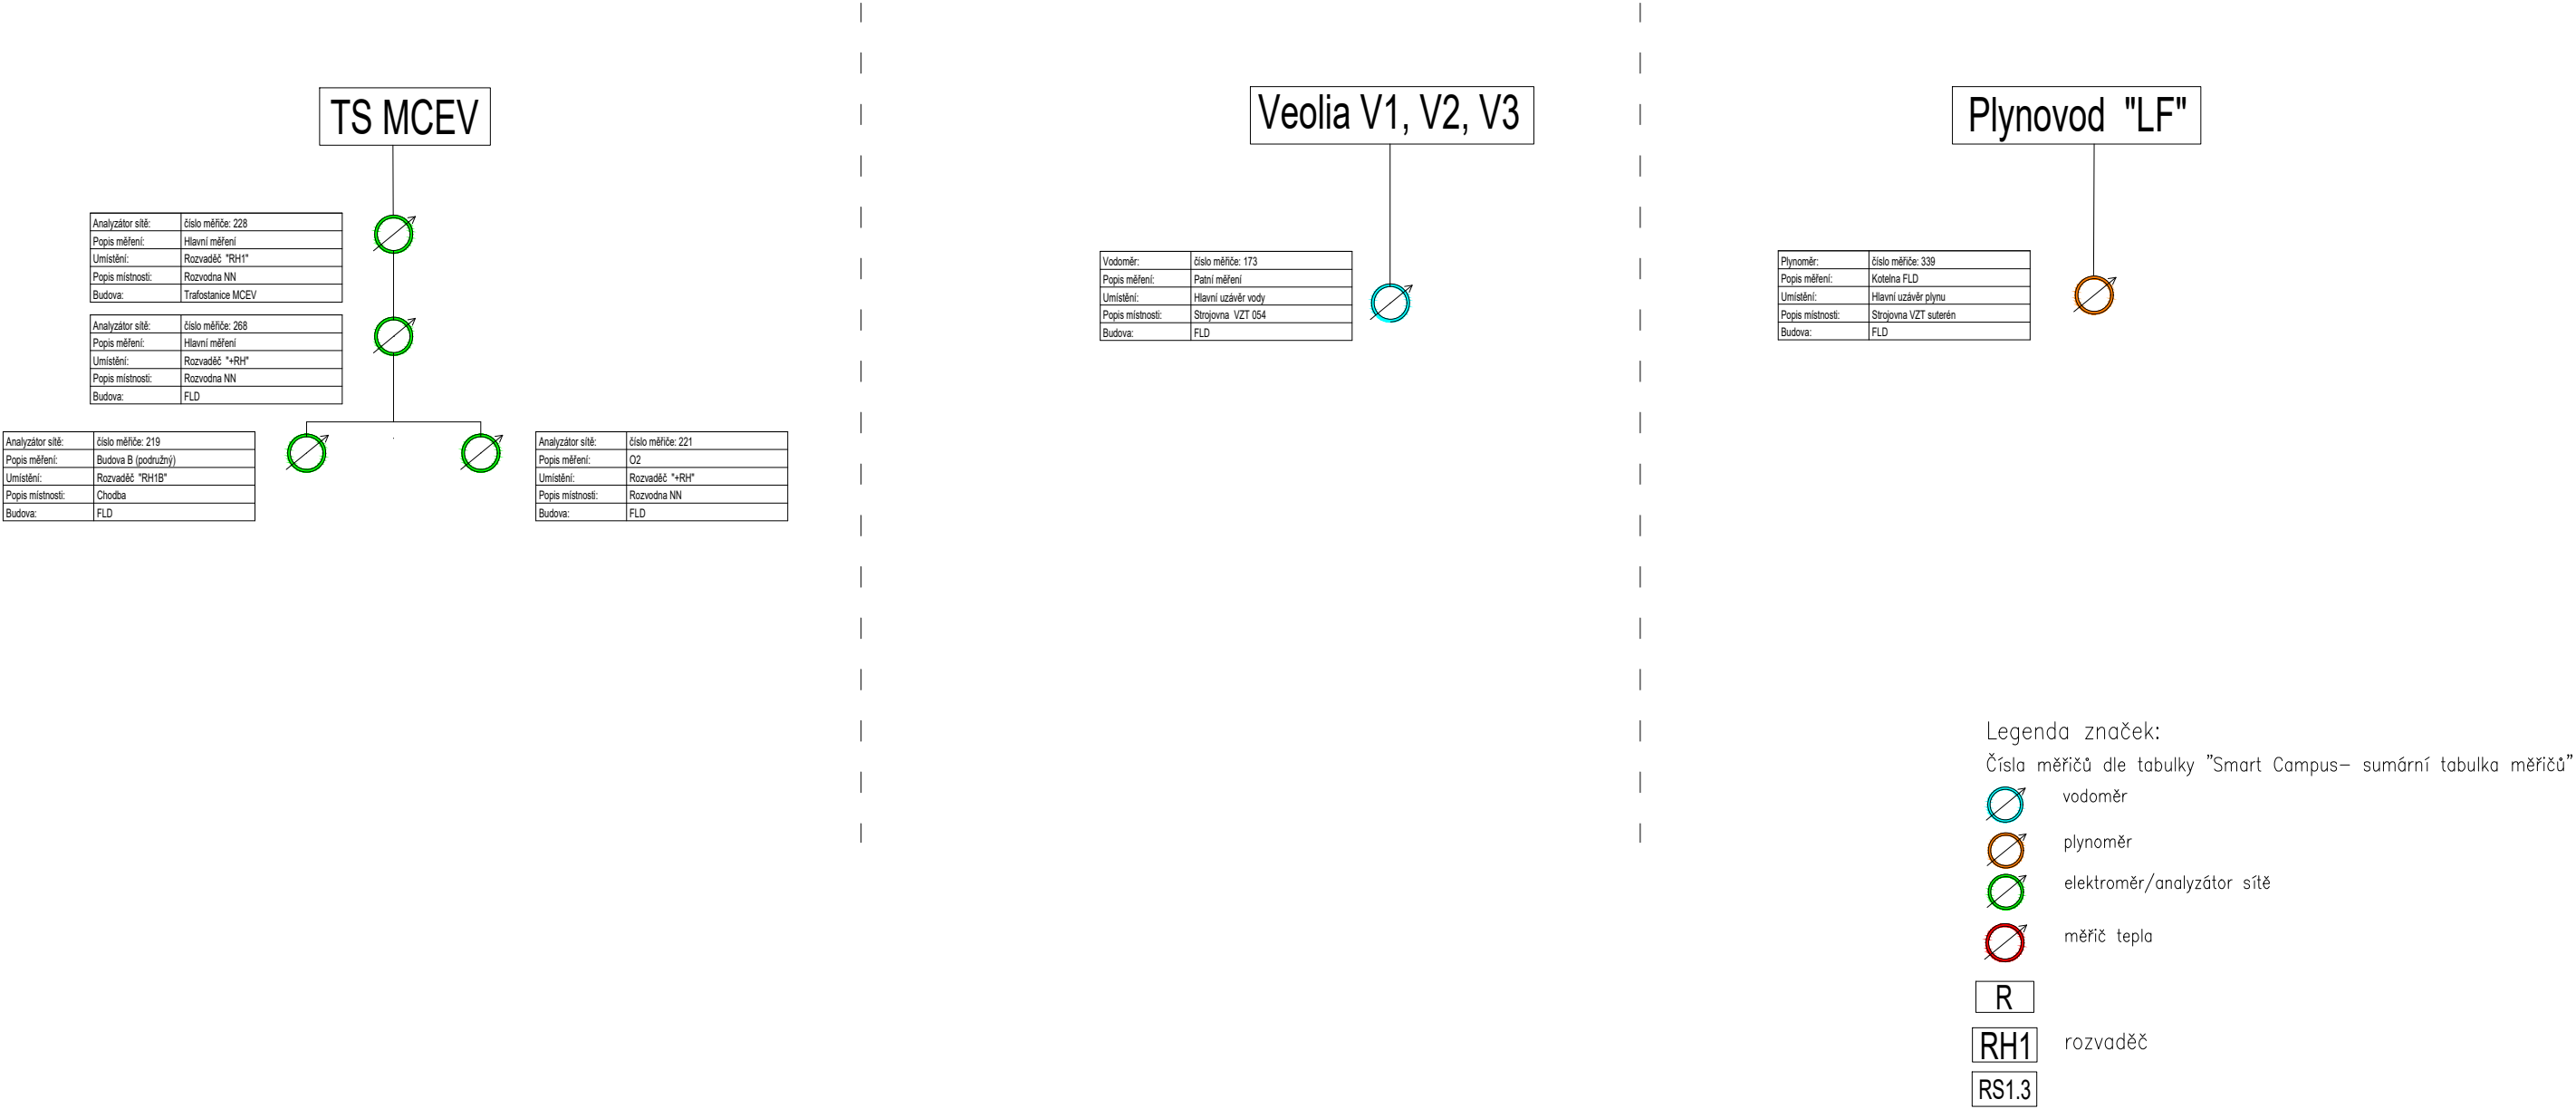 TS MCEV
Analyzátor sítě: číslo měřiče: 228
Popis měření: Hlavní měření
Umístění: Rozvaděč "RH1"
Popis místnosti: Rozvodna NN
Budova: Trafostanice MCEV
Analyzátor sítě: číslo měřiče: 268
Popis měření: Hlavní měření
Umístění: Rozvaděč "+RH"
Popis místnosti: Rozvodna NN
Budova: FLD
Analyzátor sítě: číslo měřiče: 219
Popis měření: Budova B (podružný)
Umístění: Rozvaděč "RH1B"
Popis místnosti: Chodba
Budova: FLD
Analyzátor sítě: číslo měřiče: 221
Popis měření: O2
Umístění: Rozvaděč "+RH"
Popis místnosti: Rozvodna NN
Budova: FLD
Veolia V1, V2, V3
Vodoměr: číslo měřiče: 173
Popis měření: Patní měření
Umístění: Hlavní uzávěr vody
Popis místnosti: Strojovna VZT 054
Budova: FLD
Plynovod "LF"
Plynoměr: číslo měřiče: 339
Popis měření: Kotelna FLD
Umístění: Hlavní uzávěr plynu
Popis místnosti: Strojovna VZT suterén
Budova: FLD
Legenda značek:
Čísla měřičů dle tabulky "Smart Campus- sumární tabulka měřičů"
vodoměr
plynoměr
elektroměr/analyzátor sítě
měřič tepla
R
RH1 rozvaděč
RS1.3